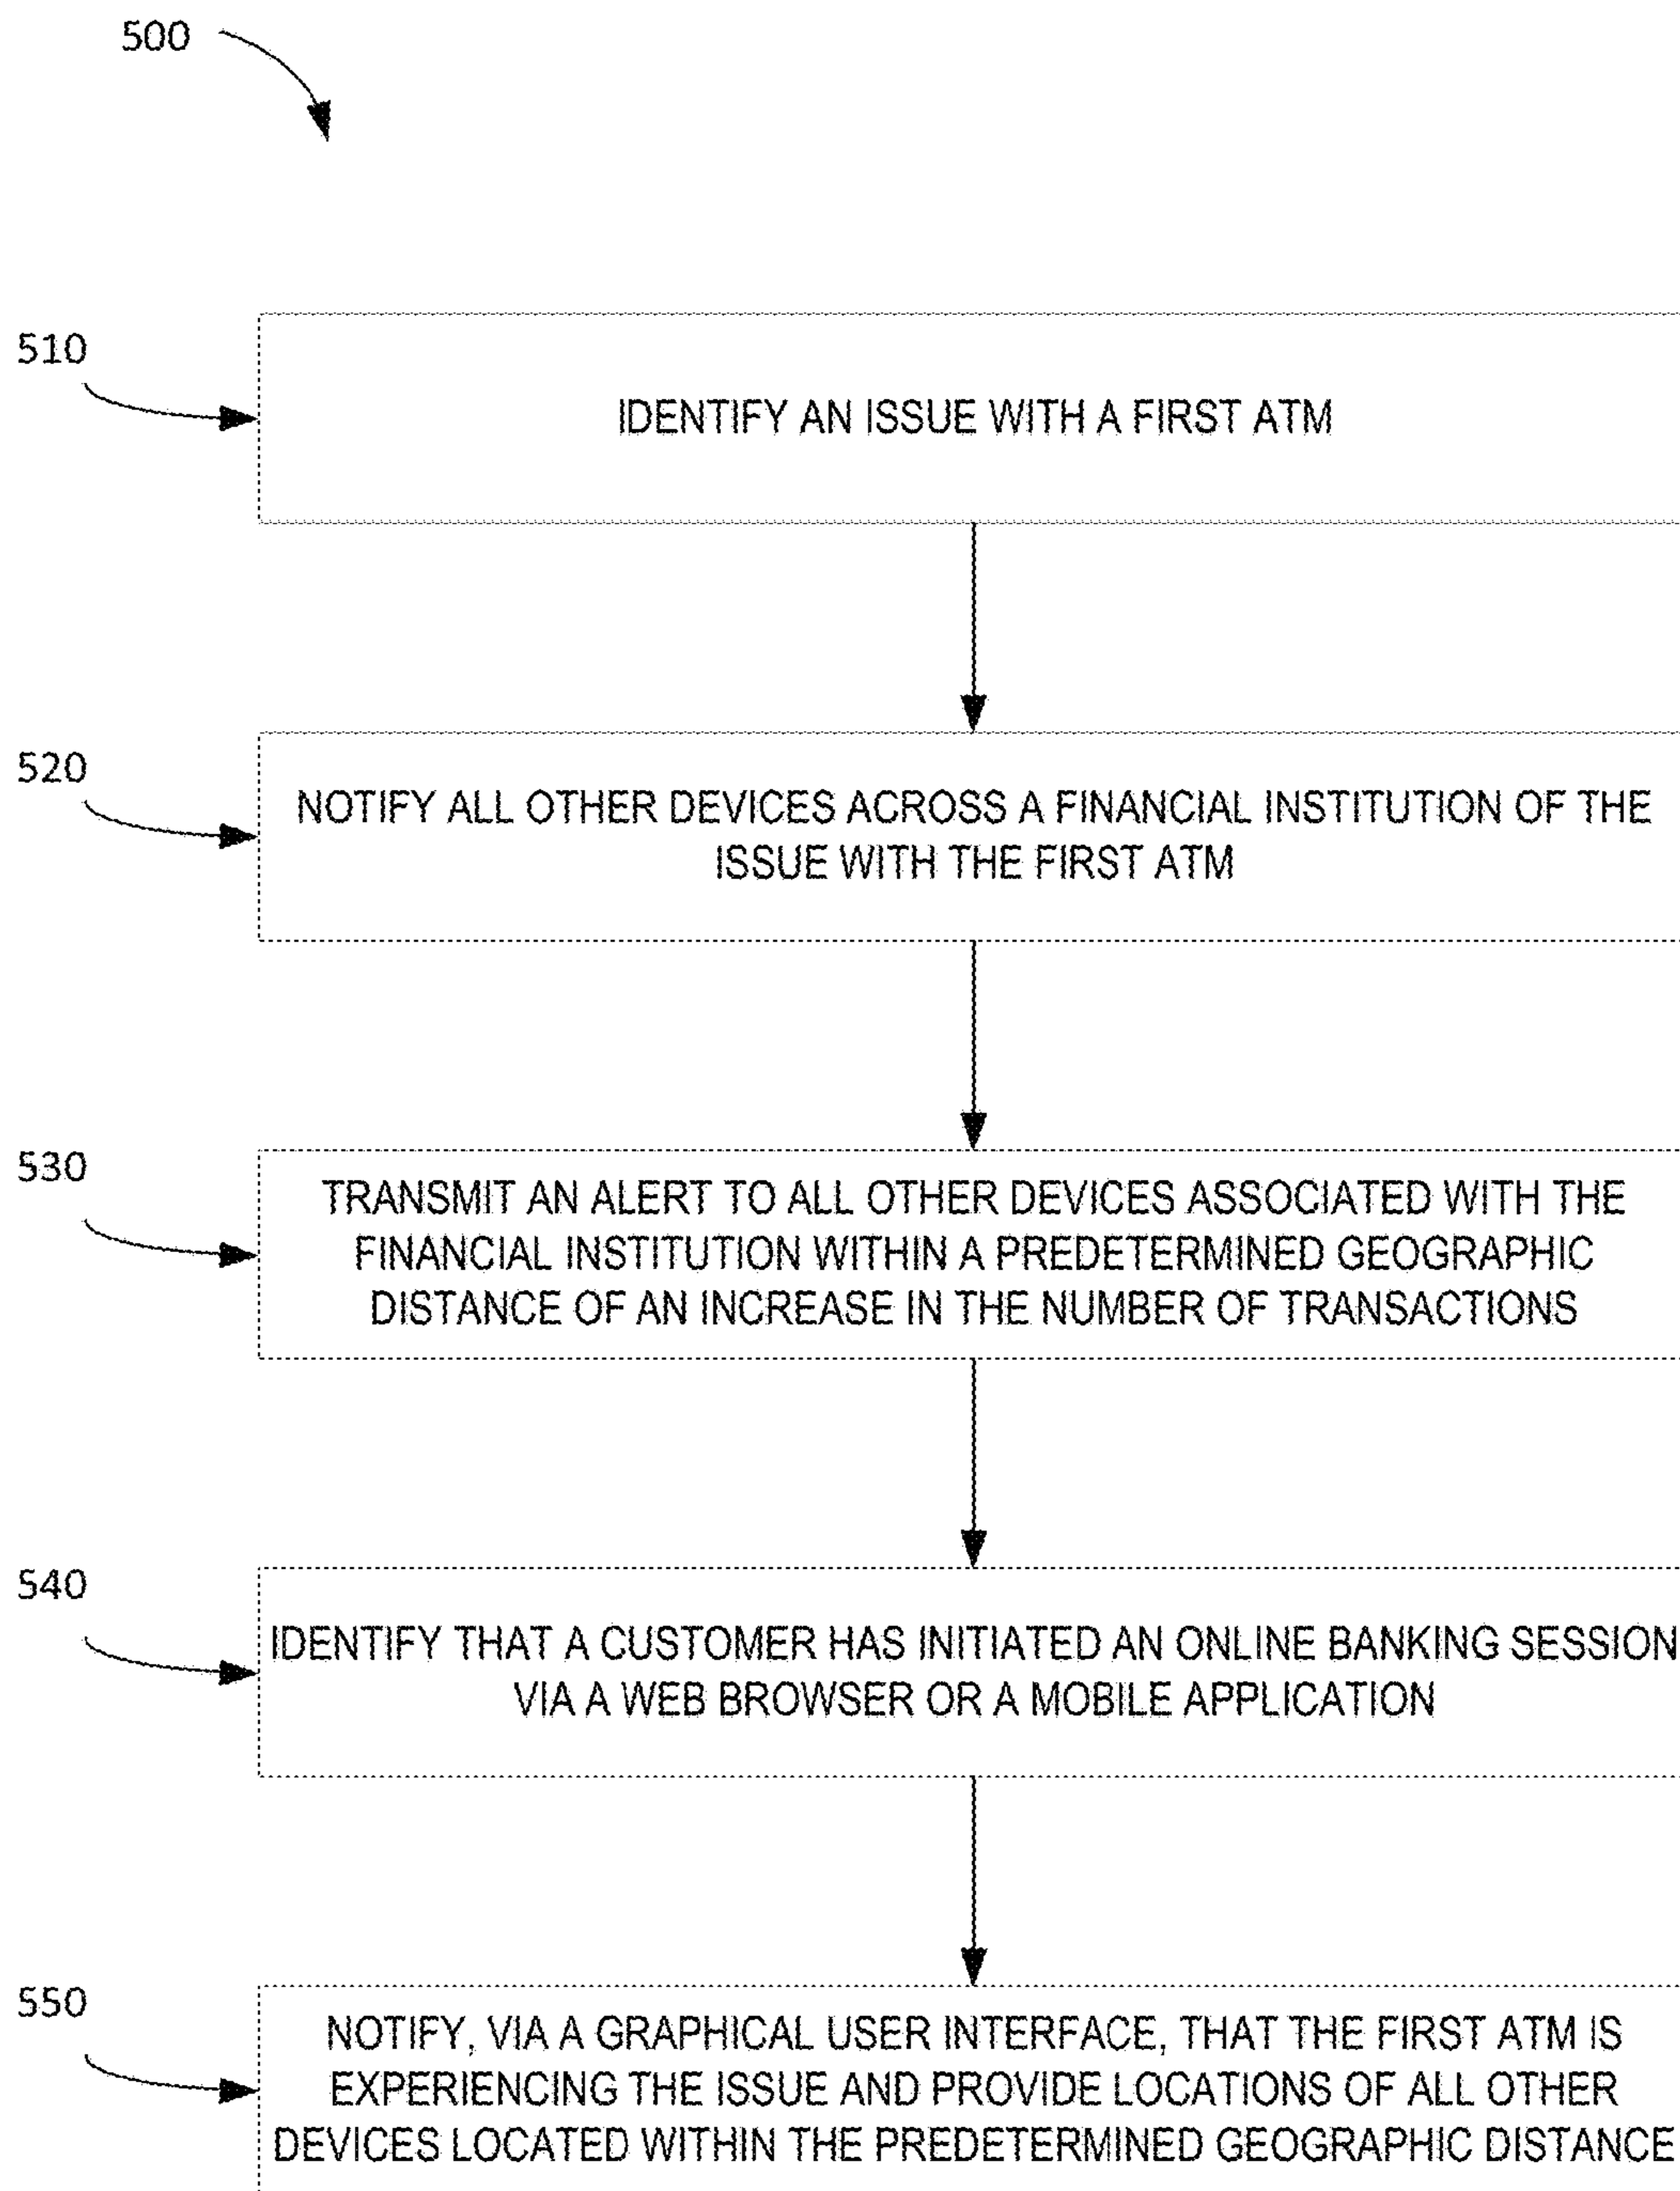 500
510
IDENTIFY AN ISSUE WITH A FIRST ATM
520
NOTIFY ALL OTHER DEVICES ACROSS A FINANCIAL INSTITUTION OF THE
ISSUE WITH THE FIRST ATM
530
TRANSMIT AN ALERT TO ALL OTHER DEVICES ASSOCIATED WITH THE
FINANCIAL INSTITUTION WITHIN A PREDETERMINED GEOGRAPHIC
DISTANCE OF AN INCREASE IN THE NUMBER OF TRANSACTIONS
540
IDENTIFY THAT A CUSTOMER HAS INITIATED AN ONLINE BANKING SESSION
VIA A WEB BROWSER OR A MOBILE APPLICATION
550
NOTIFY, VIA A GRAPHICAL USER INTERFACE, THAT THE FIRST ATM IS
EXPERIENCING THE ISSUE AND PROVIDE LOCATIONS OF ALL OTHER
DEVICES LOCATED WITHIN THE PREDETERMINED GEOGRAPHIC DISTANCE